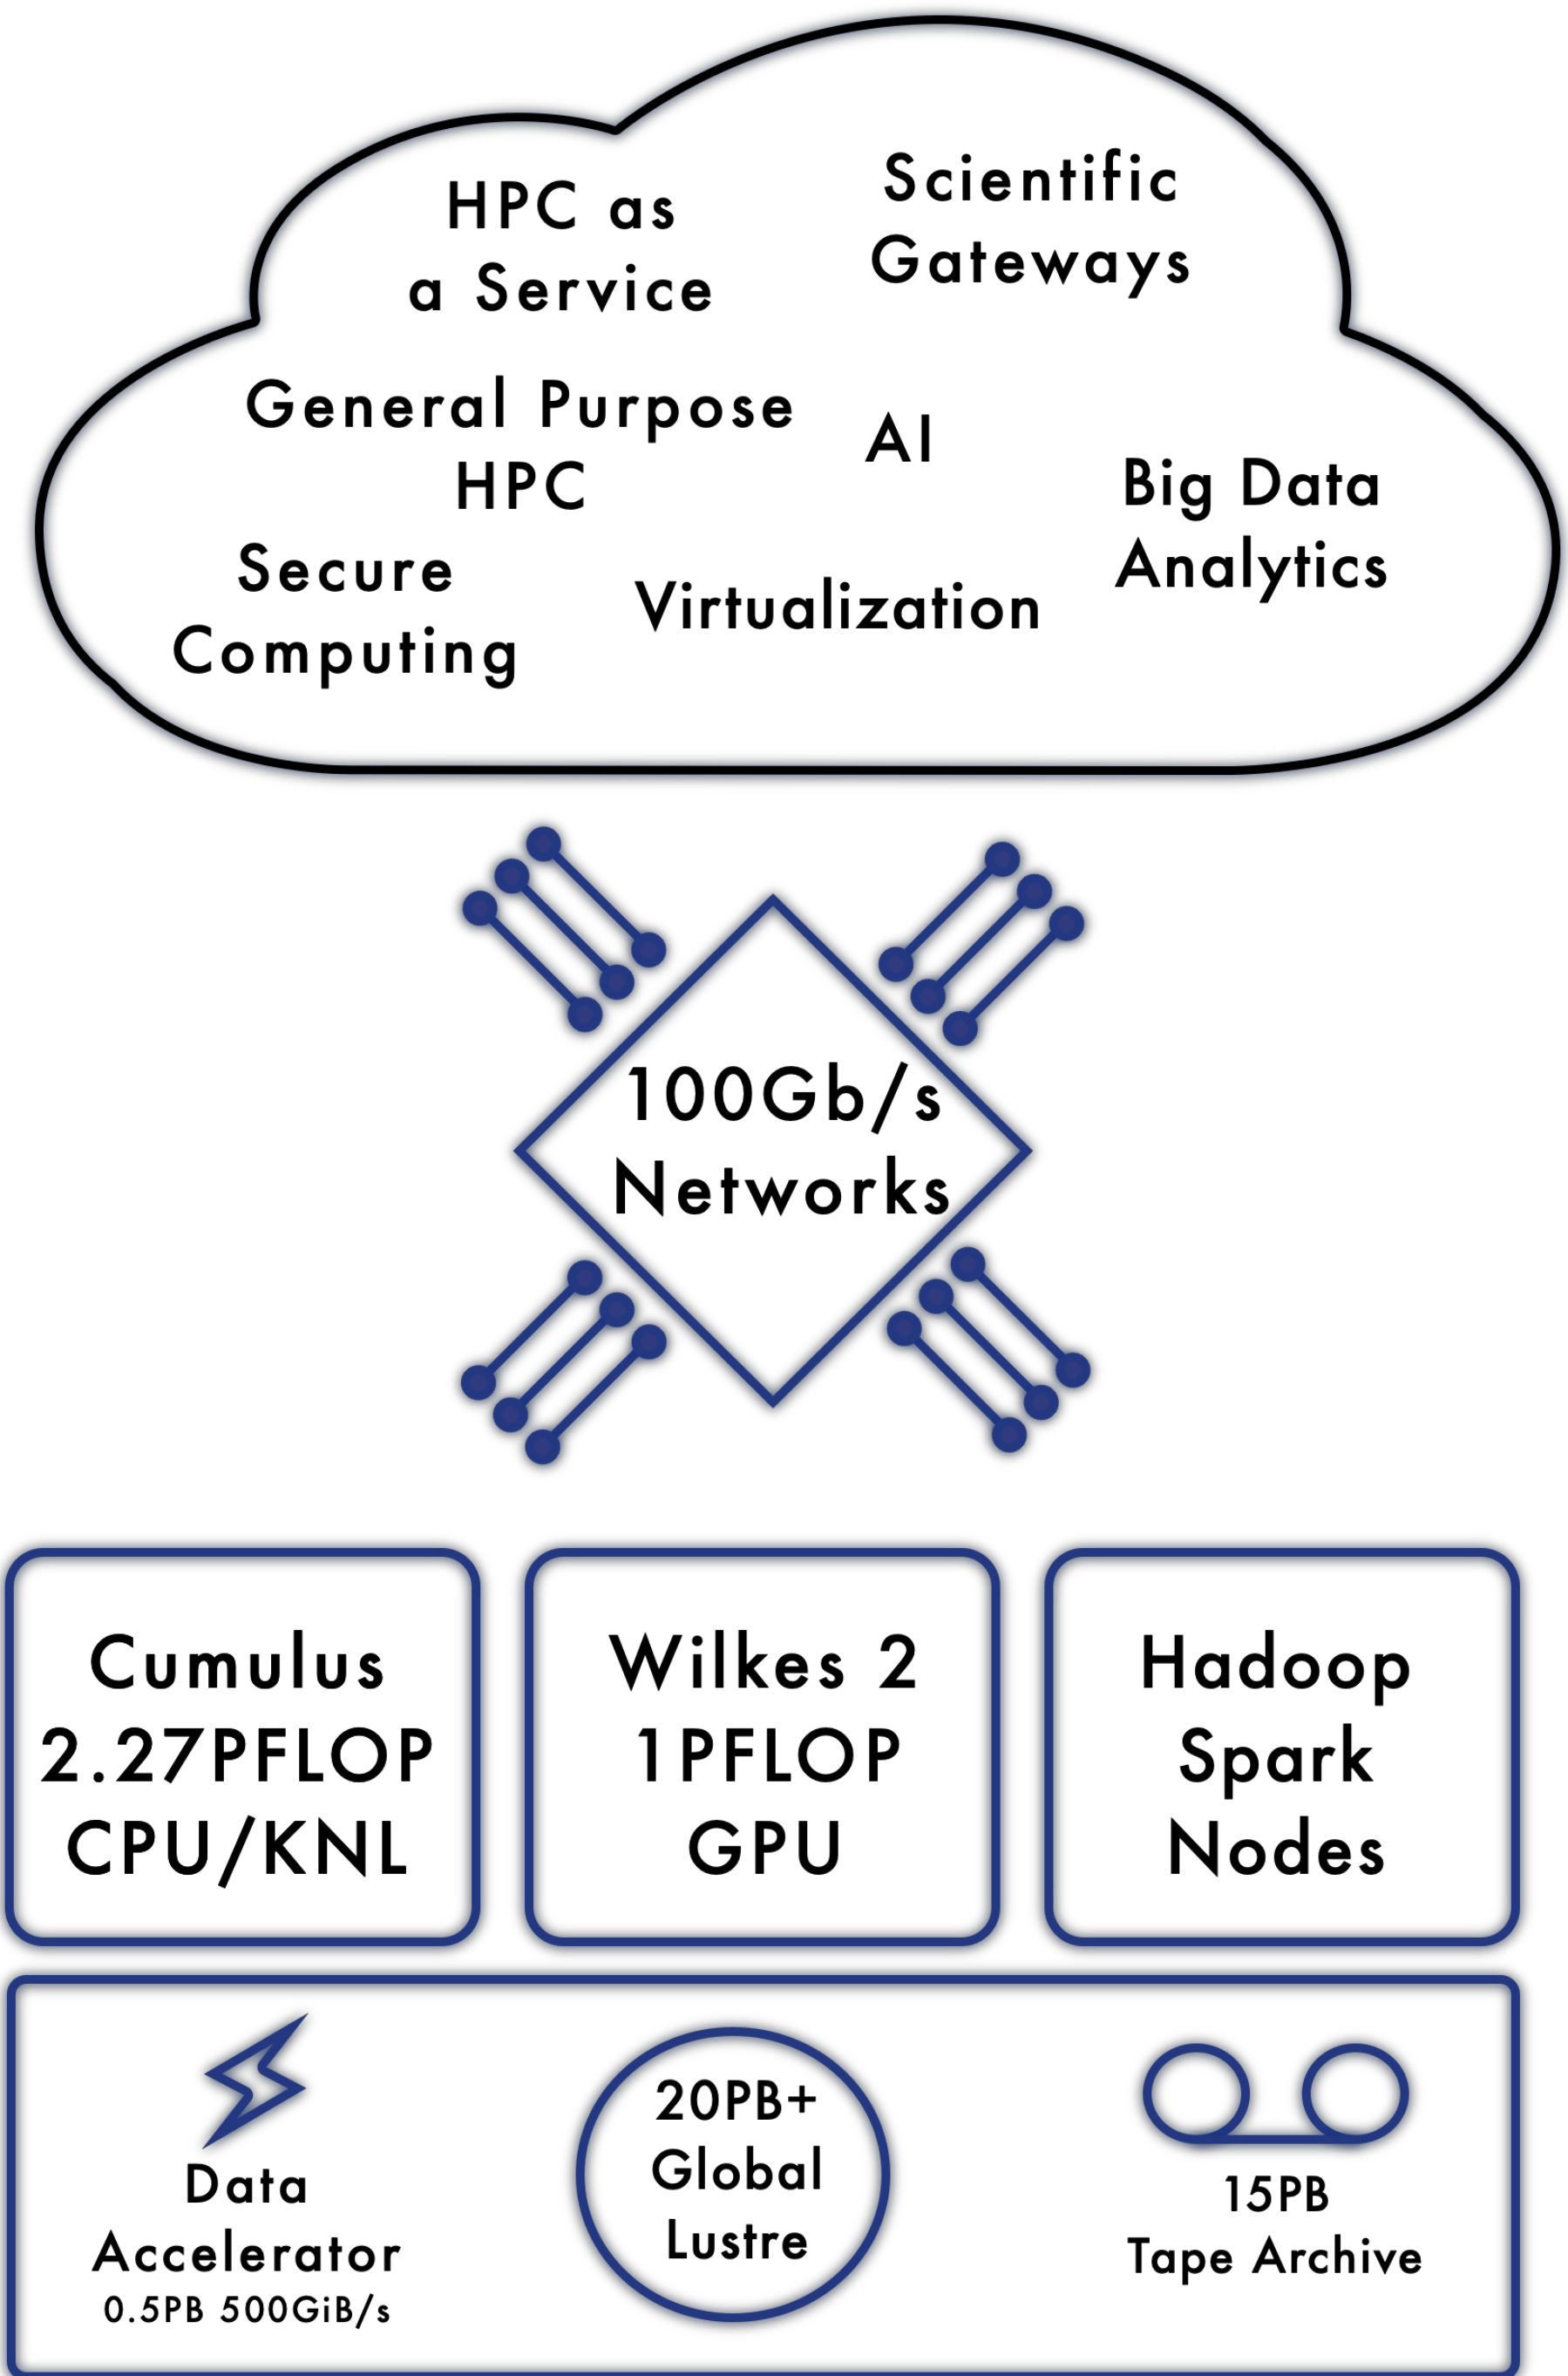 HPC as
a Service
Scientific
Gateways
General Purpose
HPC
AI
Big Data
Analytics
Secure
Computing
Virtualization
100Gb/s
Networks
Cumulus
2.27PFLOP
CPU/KNL
Wilkes 2
1PFLOP
GPU
Hadoop
Spark
Nodes
Data
Accelerator
0.5PB 500GiB/s
20PB+
Global
Lustre
15PB
Tape Archive